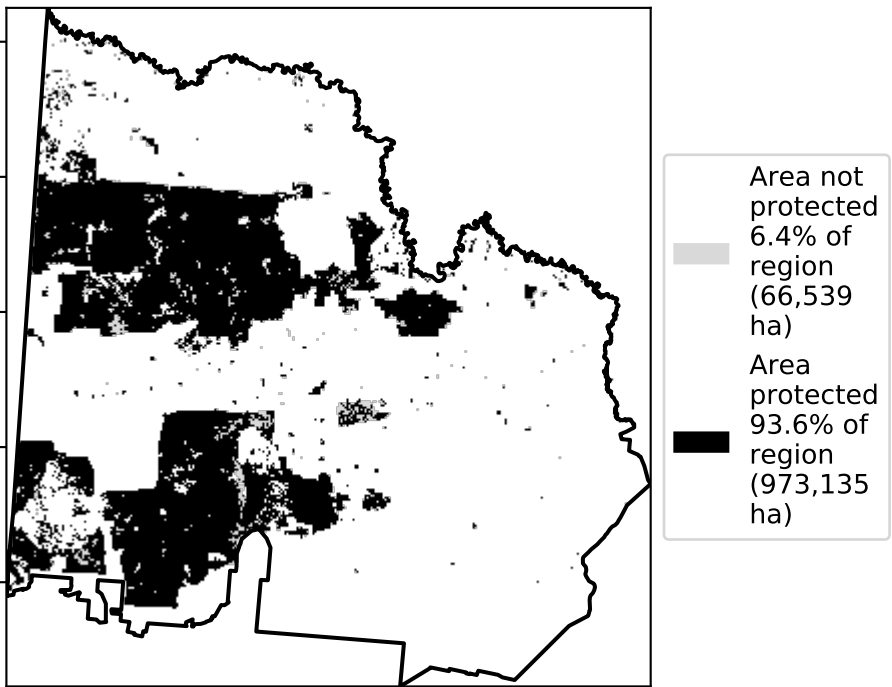 Area not
protected
6.4% of
region
(66,539
ha)
Area
protected
93.6% of
region
(973,135
ha)